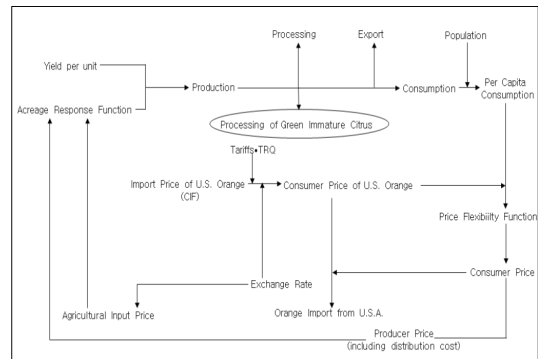 Processing
Export
Population
Yield per unit
Production
Consumption
Per Capita
Consumption
Acreage Response Function
Processing of Green Immature Citrus
Tariffs•TRQ
Import Price of U.S. Orange
(CIF)
Consumer Price of U.S. Orange
Price Flexibiilty Function
Consumer Price
Exchange Rate
Agricultural Input Price
Orange Import from U.S.A.
Producer Price
(including distribution cost)